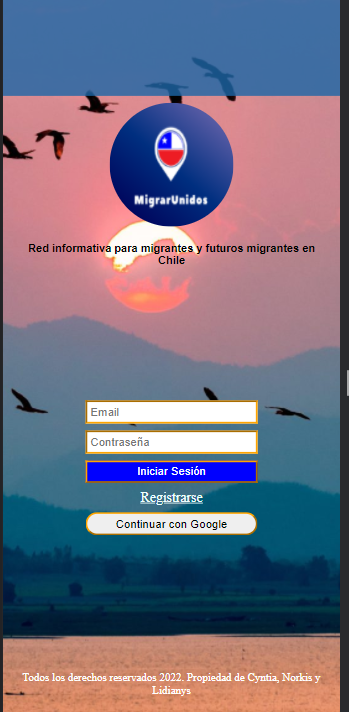 MigrarUnidos
Red informativa para migrantes y futuros migrantes en
Chile
Email
Contraseña
Iniciar Sesión
Registrarse
Continuar con Google
Todos los derechos reservados 2022. Propiedad de Cyntia, Norkis y
Lidianys